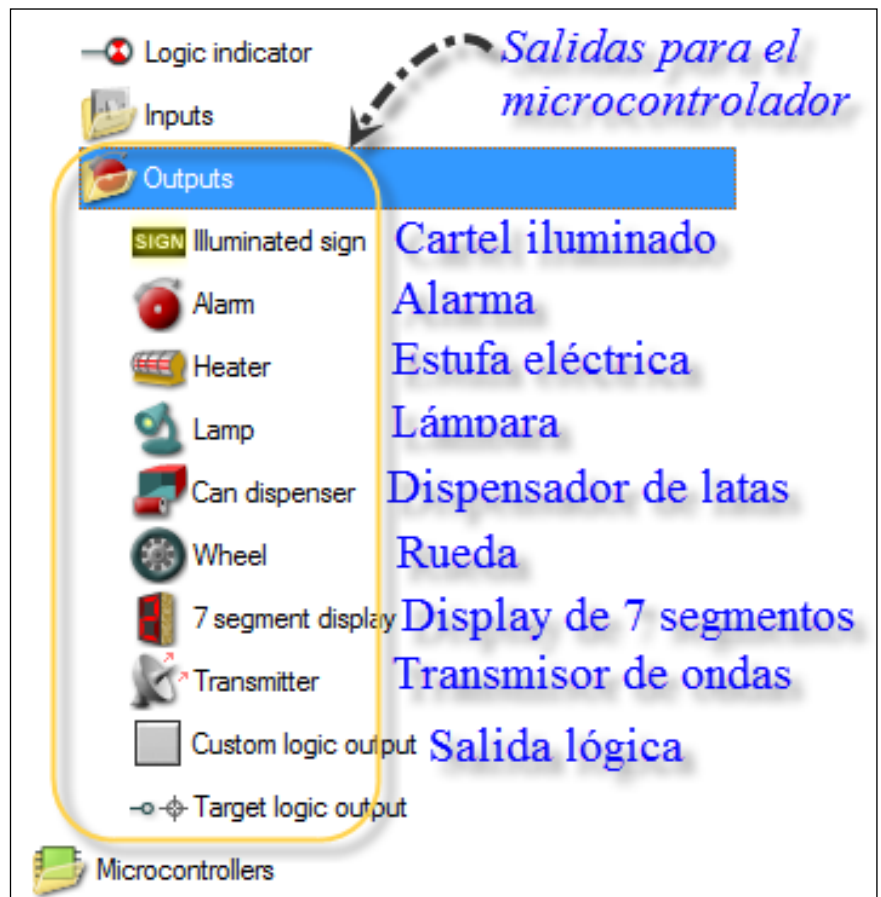 Logic indicator
Salidas para el
microcontrolador
Inputs
Outputs
SIGN Illuminated sign Cartel iluminado
Alarm Alarma
Heater Estufa eléctrica
Lamp Lámpara
Can dispenser Dispensador de latas
Wheel Rueda
7 segment display Display de 7 segmentos
Transmitter Transmisor de ondas
Custom logic output Salida lógica
Target logic output
Microcontrollers